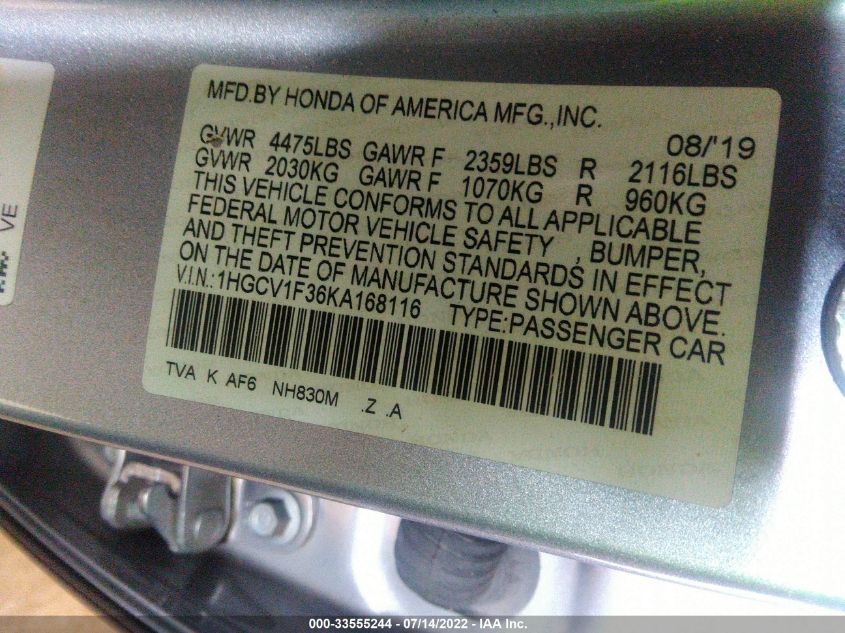 MFD.BY HONDA OF AMERICA MFG.,INC.
08/'19
GVWR 4475LBS GAWR F 2359LBS R 2116LBS
GVWR 2030KG GAWR F 1070KG R 960KG
THIS VEHICLE CONFORMS TO ALL APPLICABLE
FEDERAL MOTOR VEHICLE SAFETY , BUMPER,
AND THEFT PREVENTION STANDARDS IN EFFECT
ON THE DATE OF MANUFACTURE SHOWN ABOVE.
V.I.N.: 1HGCV1F36KA168116 TYPE:PASSENGER CAR
TVA K AF6 NH830M .Z .A
VE
000-33555244 - 07/14/2022 - IAA Inc.